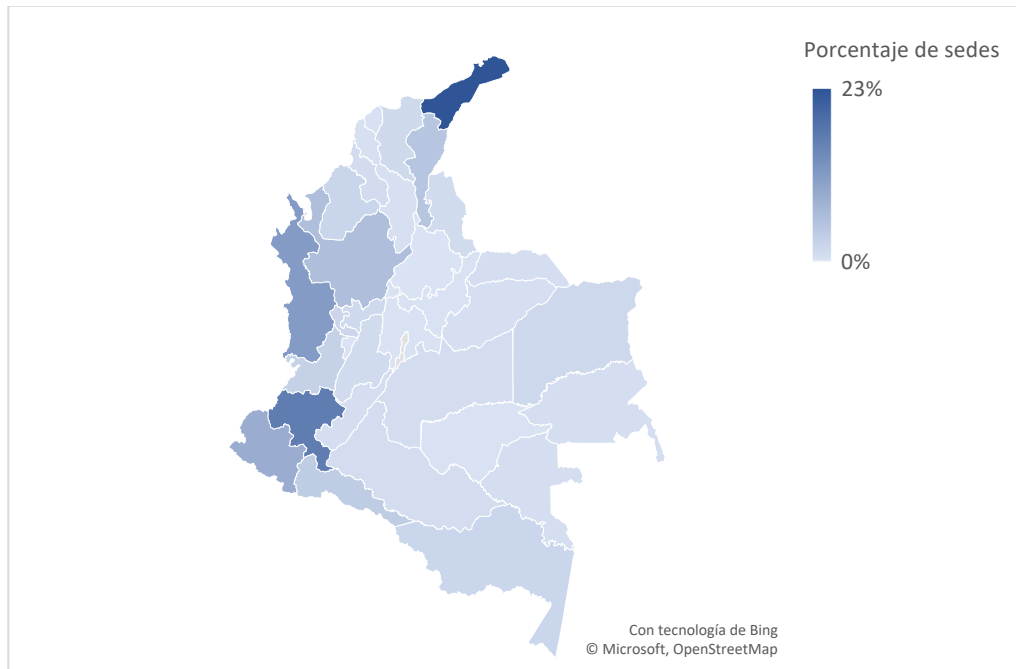 Porcentaje de sedes
23%
0%
Con tecnología de Bing
© Microsoft, OpenStreetMap